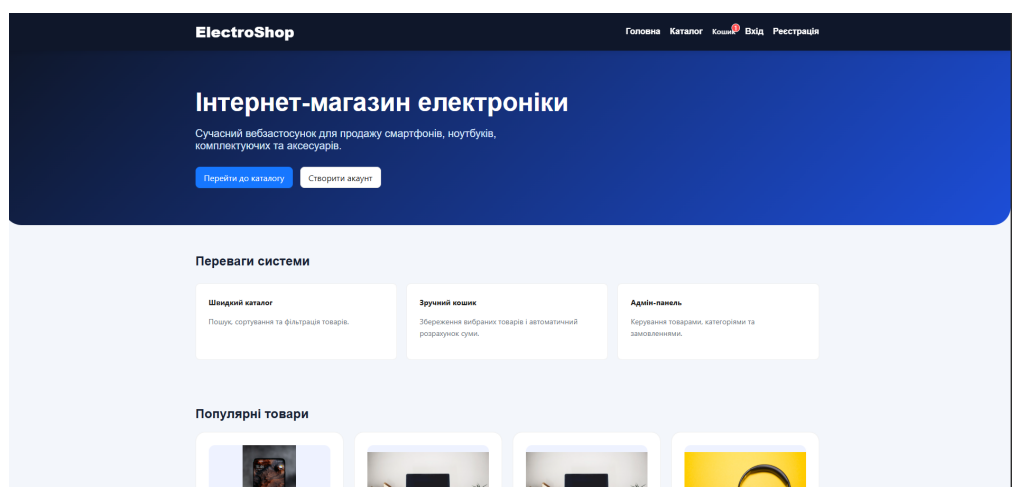 ElectroShop
Головна Каталог Кошик 1 Вхід Реєстрація
Інтернет-магазин електроніки
Сучасний вебзастосунок для продажу смартфонів, ноутбуків,
комплектуючих та аксесуарів.
Перейти до каталогу Створити акаунт
Переваги системи
Швидкий каталог
Пошук, сортування та фільтрація товарів.
Зручний кошик
Збереження вибраних товарів і автоматичний
розрахунок суми.
Адмін-панель
Керування товарами, категоріями та
замовленнями.
Популярні товари